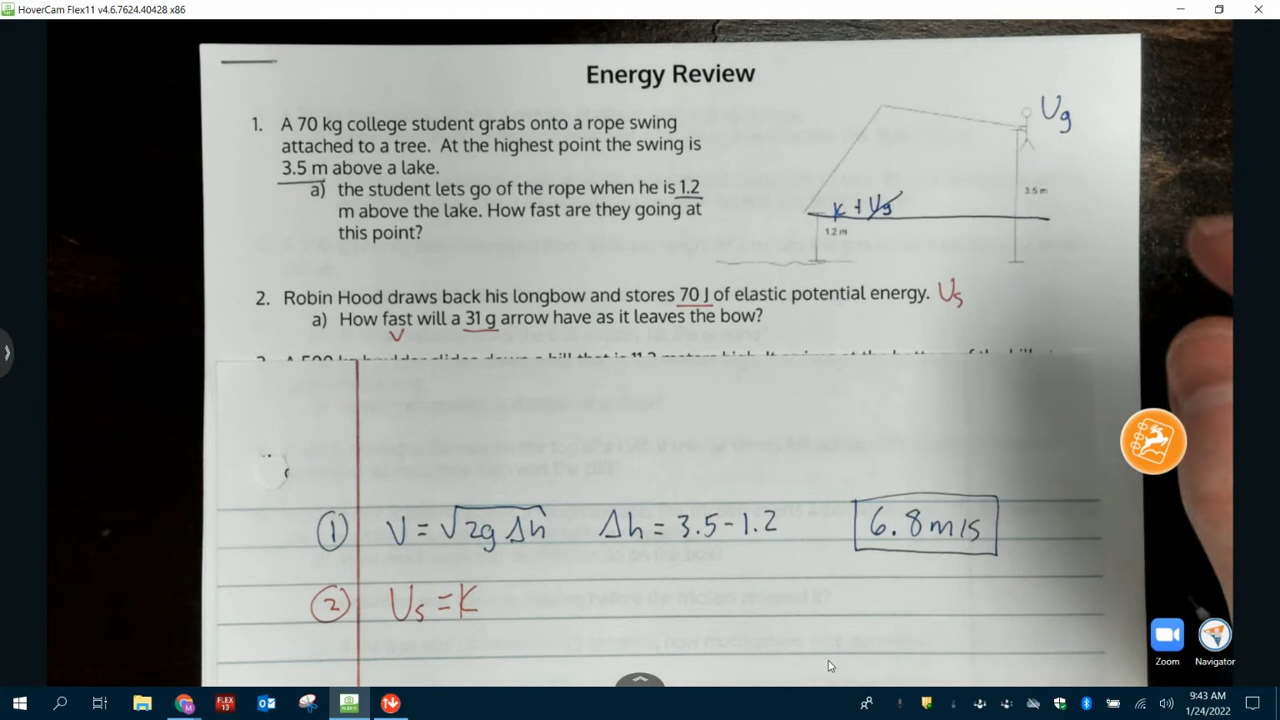 HoverCam Flex11 v4.6.7624.40428 x86
Energy Review
1. A 70 kg college student grabs onto a rope swing
attached to a tree. At the highest point the swing is
3.5 m above a lake.
a) the student lets go of the rope when he is 1.2
m above the lake. How fast are they going at
this point?
Ug
3.5 m
K + Ug
1.2 m
2. Robin Hood draws back his longbow and stores 70 J of elastic potential energy. Us
a) How fast will a 31 g arrow have as it leaves the bow?
V
① V = √2g Δh Δh = 3.5 - 1.2 6.8 m/s
② Us = K
Zoom
Navigator
FLEX
FLEX 11
9:43 AM
1/24/2022